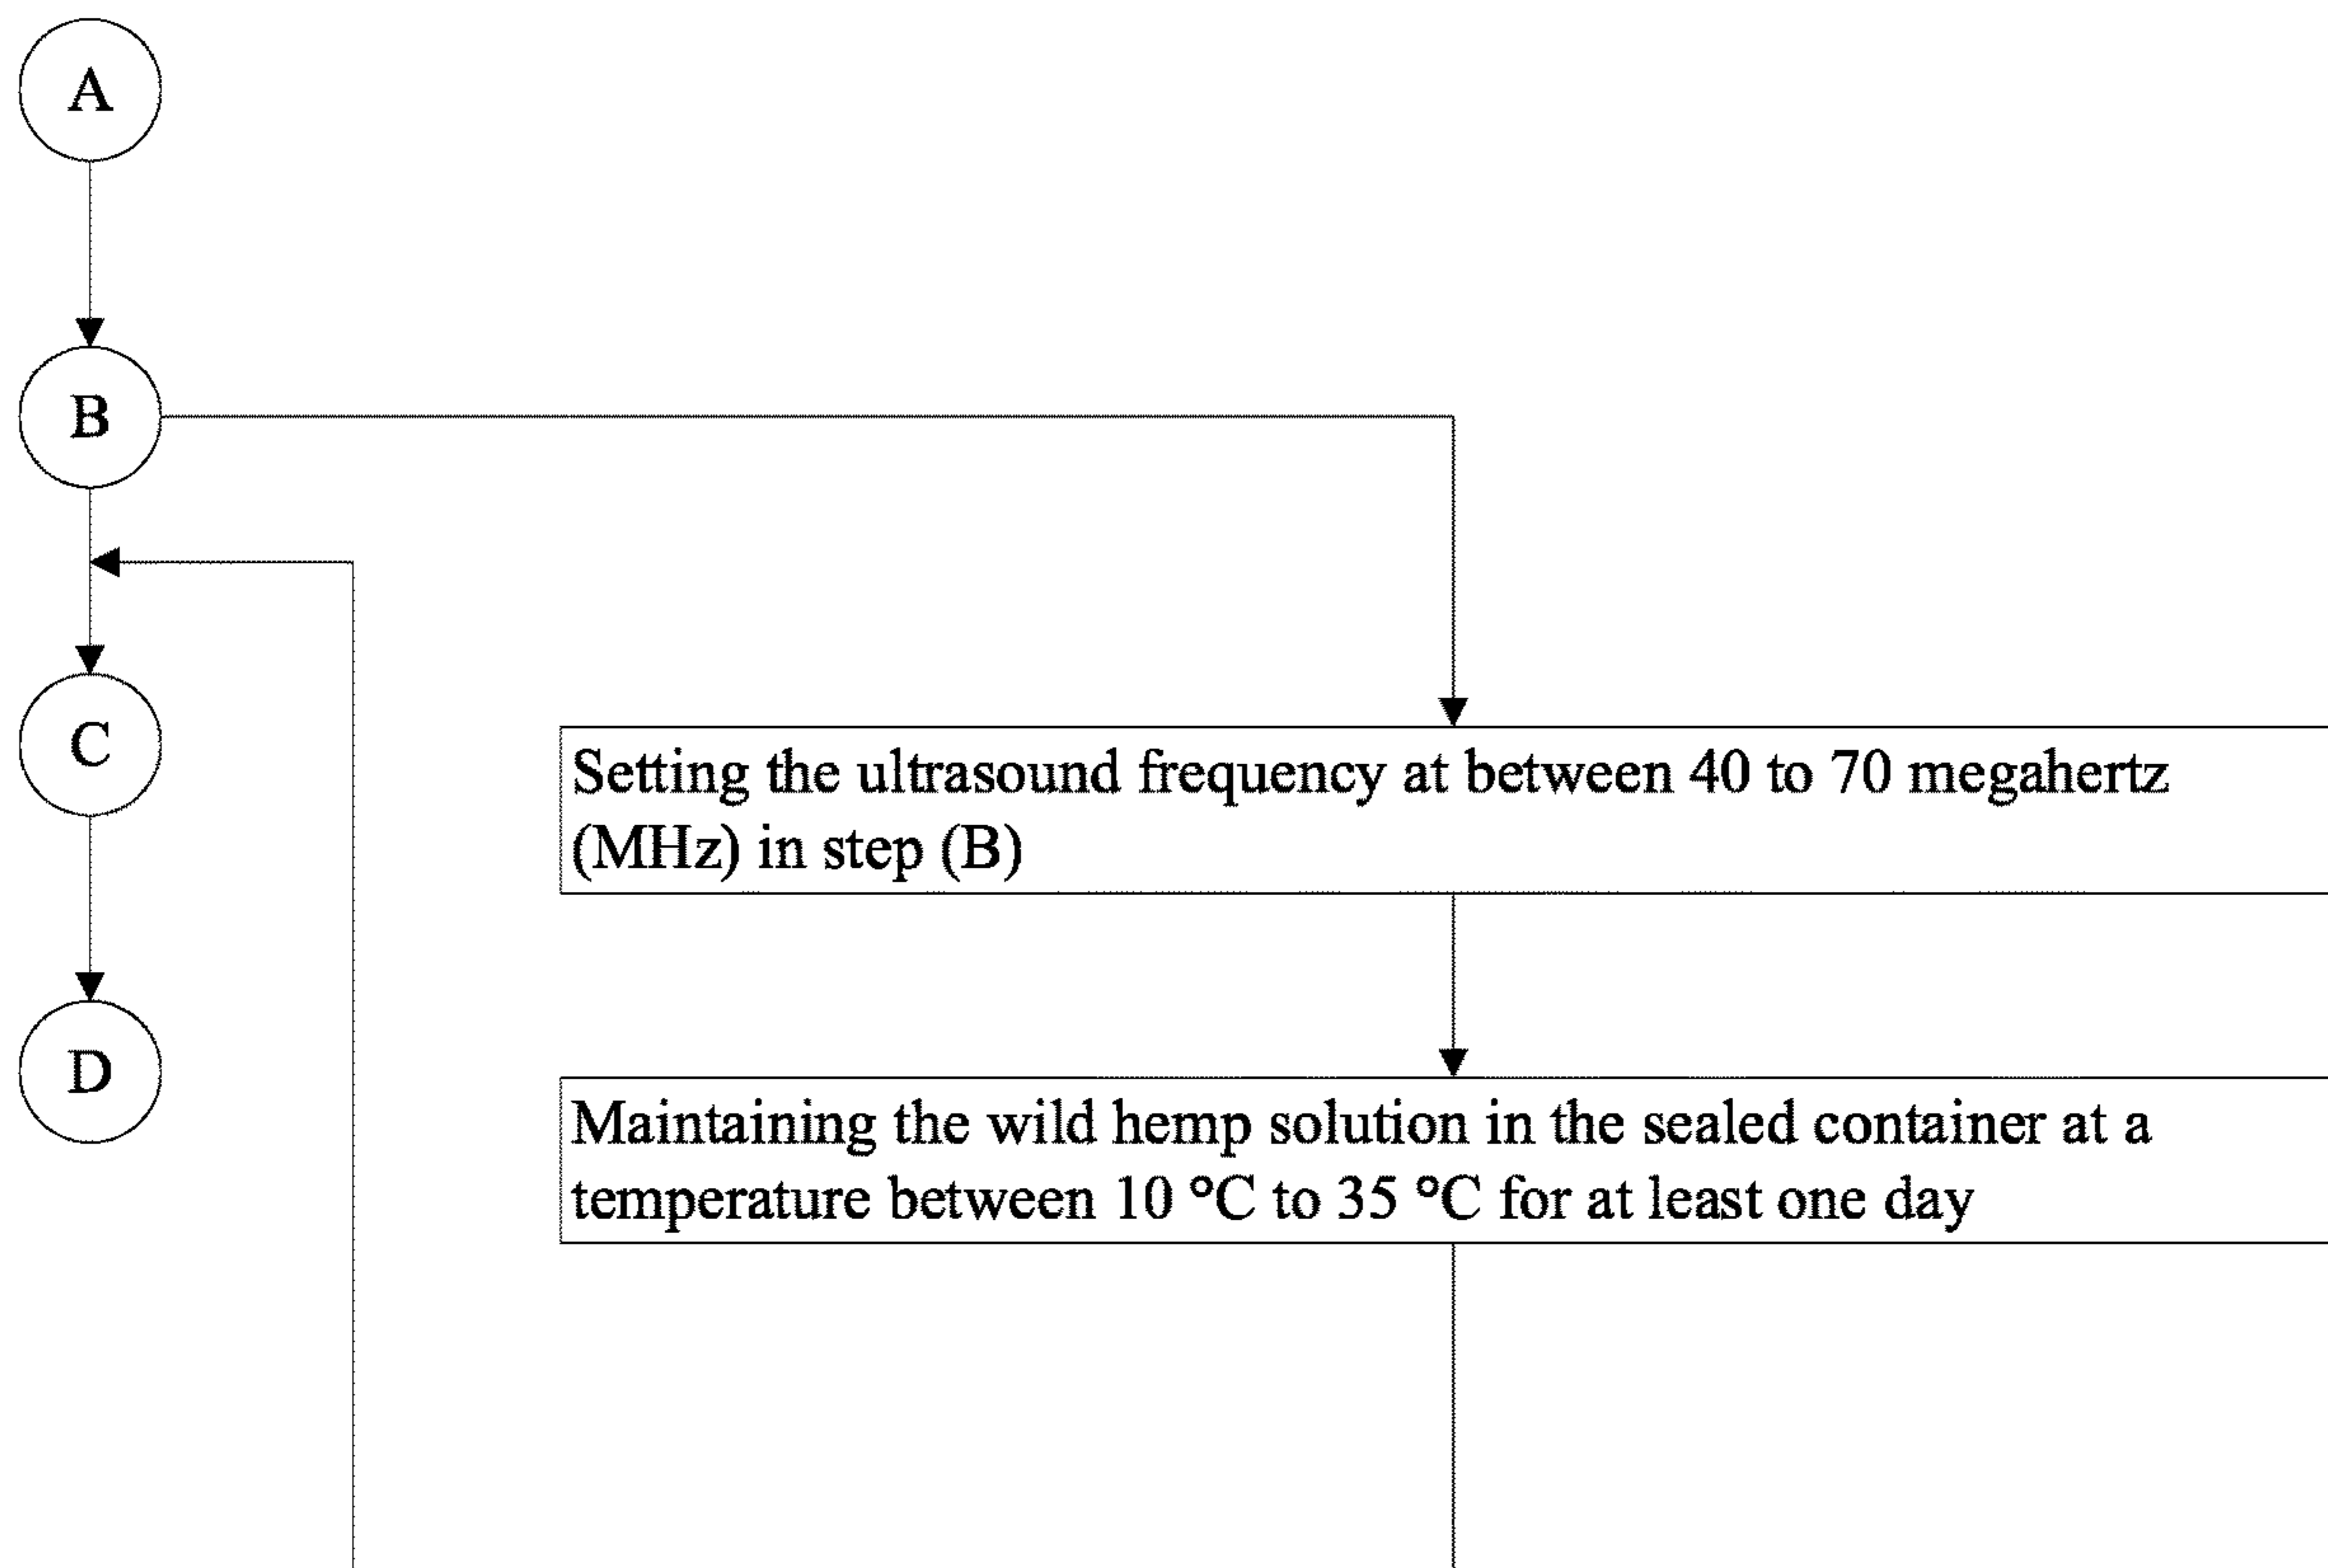 A
B
C
Setting the ultrasound frequency at between 40 to 70 megahertz
(MHz) in step (B)
D
Maintaining the wild hemp solution in the sealed container at a
temperature between 10 °C to 35 °C for at least one day